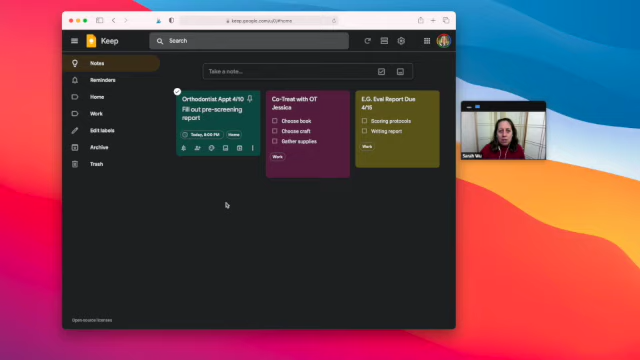 keep.google.com/u/0/#home
Keep
Search
Notes
Reminders
Home
Work
Edit labels
Archive
Trash
Take a note...
Orthodontist Appt 4/10
Fill out pre-screening
report
Today, 8:00 PM
Home
Co-Treat with OT
Jessica
Choose book
Choose craft
Gather supplies
Work
E.G. Eval Report Due
4/16
Scoring protocols
Writing report
Work
Sarah Wu
Open-source licenses